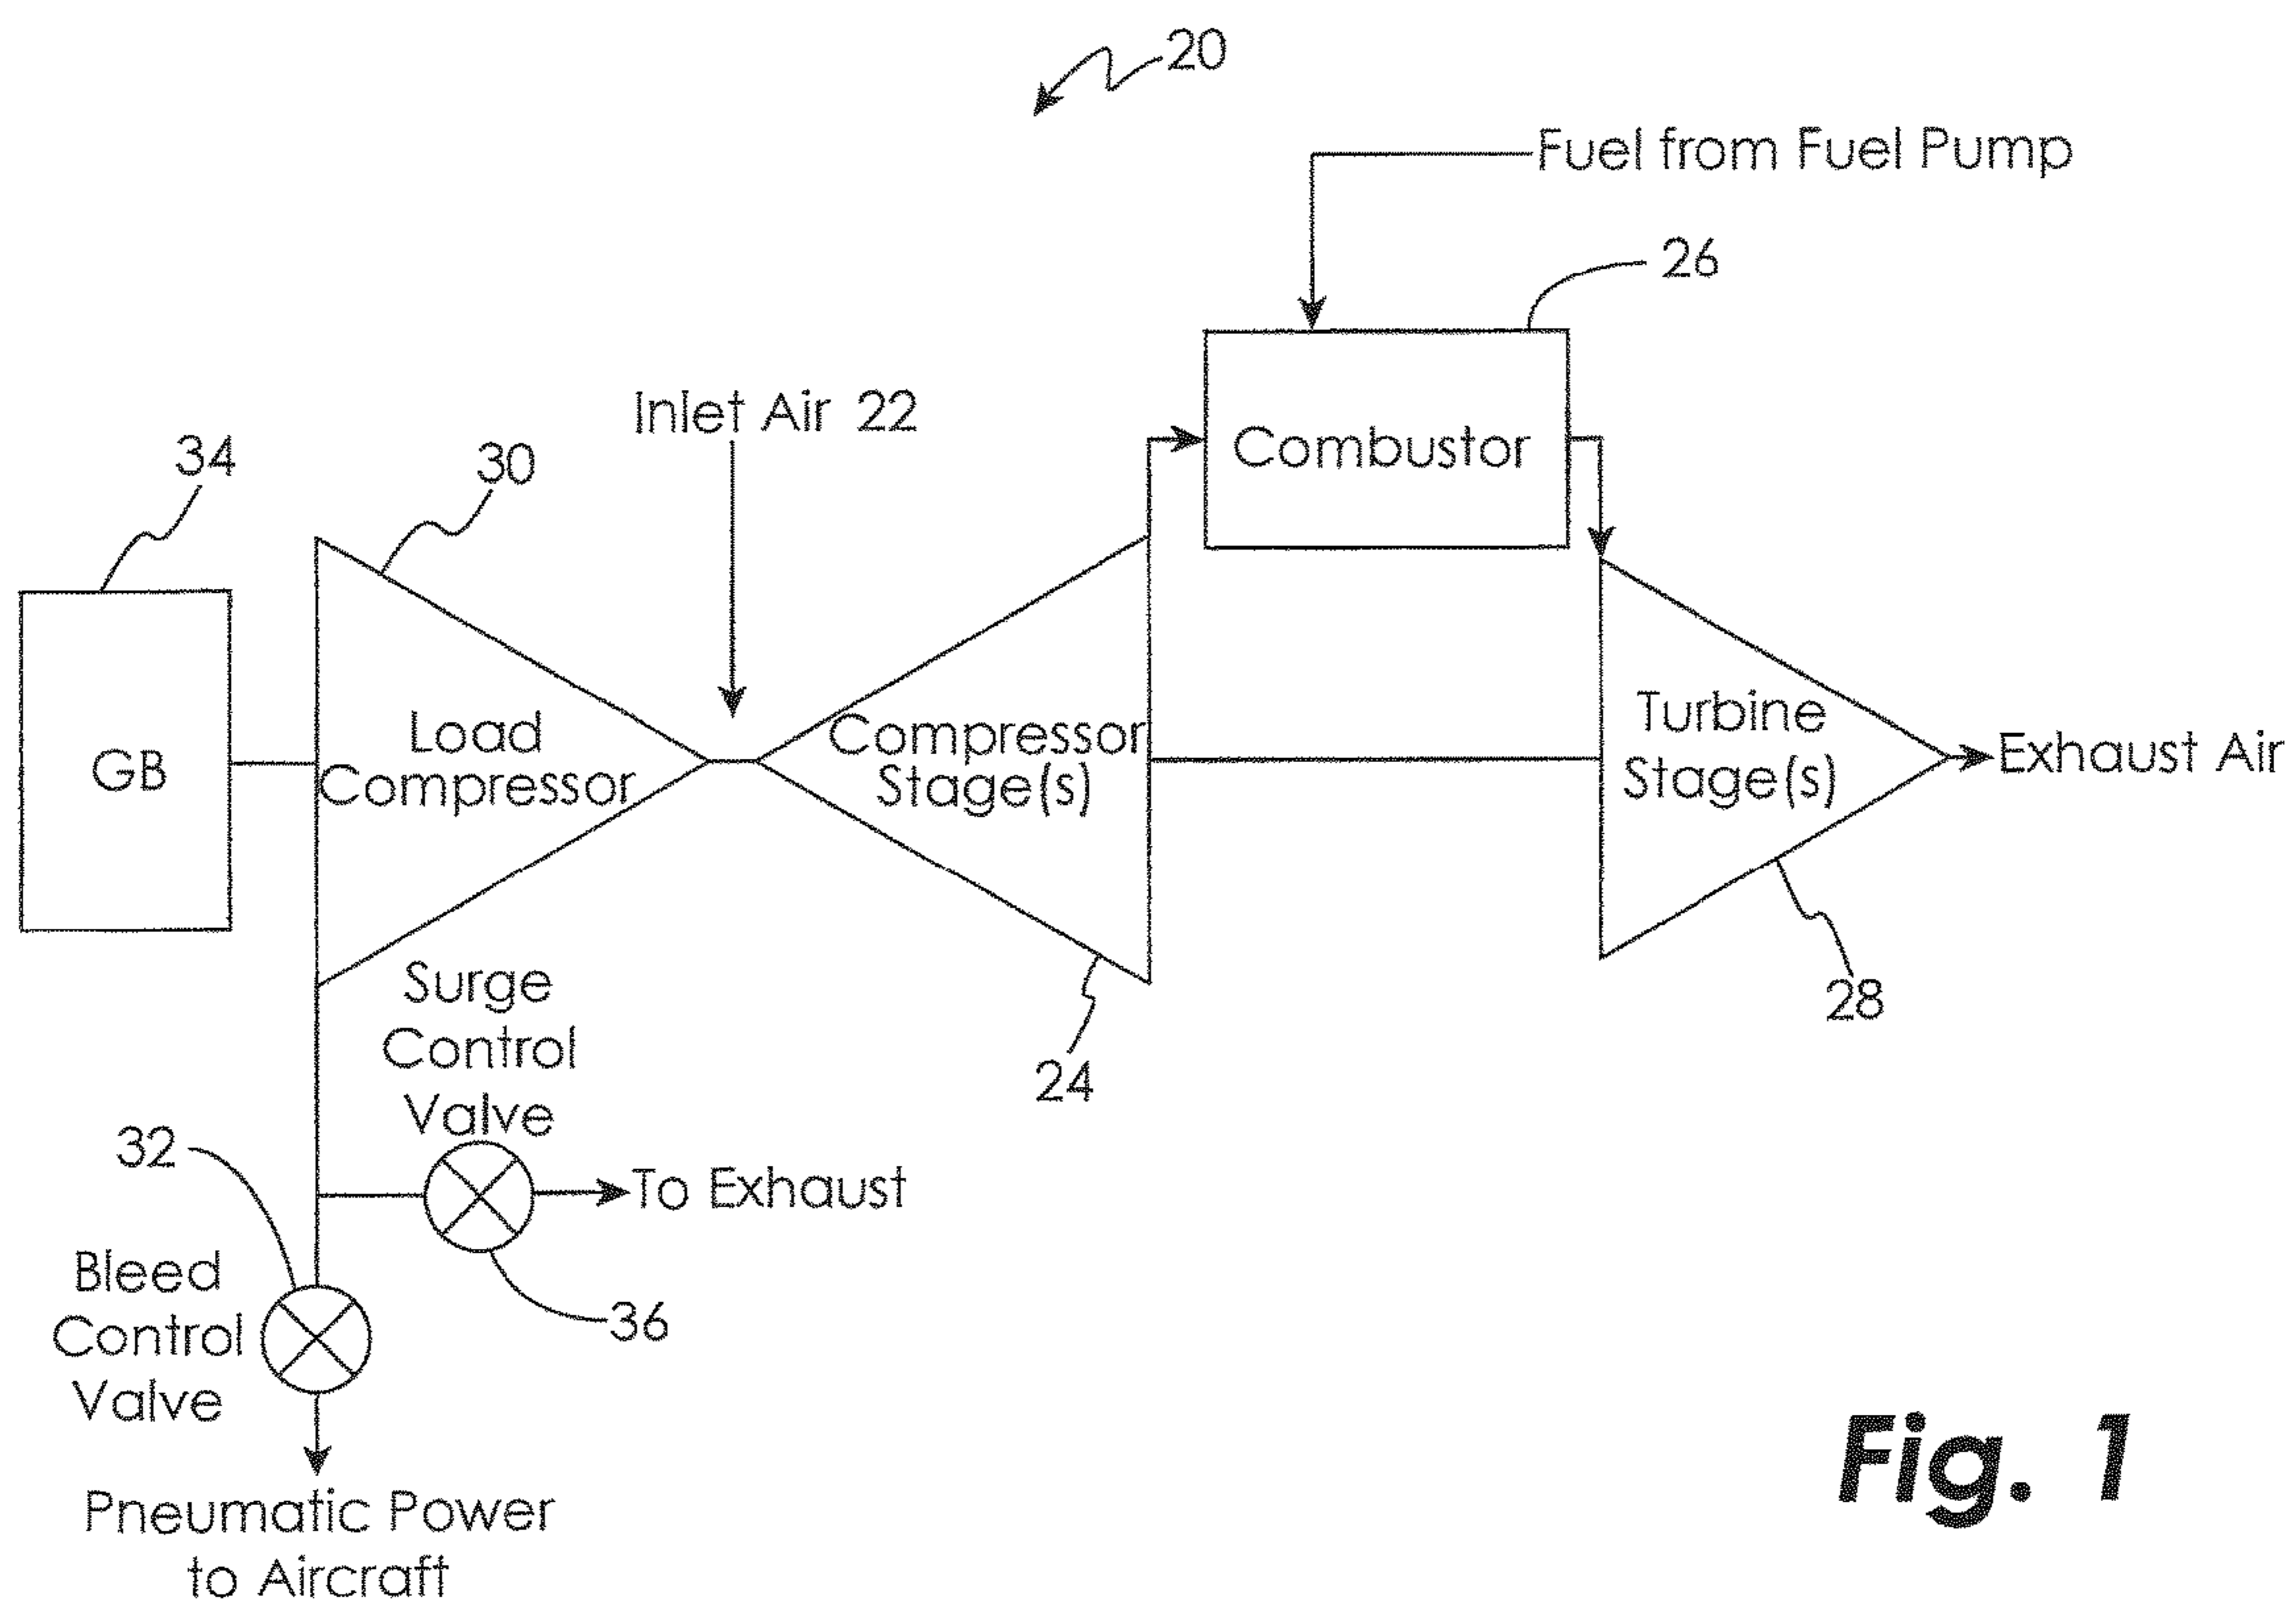 20
Fuel from Fuel Pump
26
Inlet Air 22
Combustor
34
30
GB
Load
Compressor
Compressor
Stage(s)
Turbine
Stage(s)
Exhaust Air
28
24
Surge
Control
Valve
To Exhaust
36
32
Bleed
Control
Valve
Pneumatic Power
to Aircraft
Fig. 1